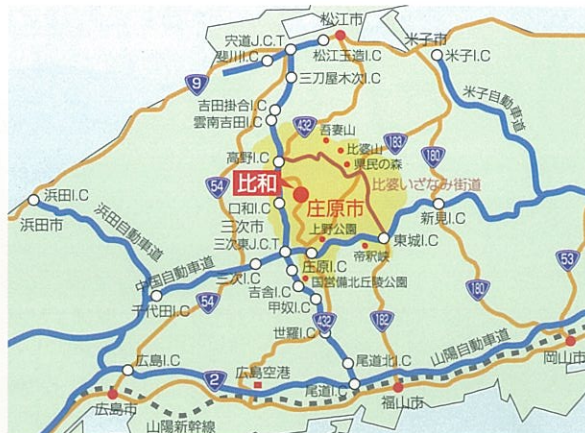 松江市
宍道J.C.T
斐川I.C
松江玉造I.C
米子市
米子I.C
9
三刀屋木次I.C
米子自動車道
吉田掛合I.C
雲南吉田I.C
432
吾妻山
183
比婆山
180
県民の森
高野I.C
54
比和
比婆いざなみ街道
浜田I.C
浜田市
口和I.C
庄原市
新見I.C
浜田自動車道
三次市
上野公園
三次東J.C.T
東城I.C
帝釈峡
中国自動車道
三次I.C
庄原I.C
国営備北丘陵公園
53
吉舎I.C
180
千代田I.C
54
甲奴I.C
432
182
世羅I.C
山陽自動車道
広島I.C
尾道北I.C
岡山市
2
広島空港
尾道I.C
広島市
福山市
山陽新幹線